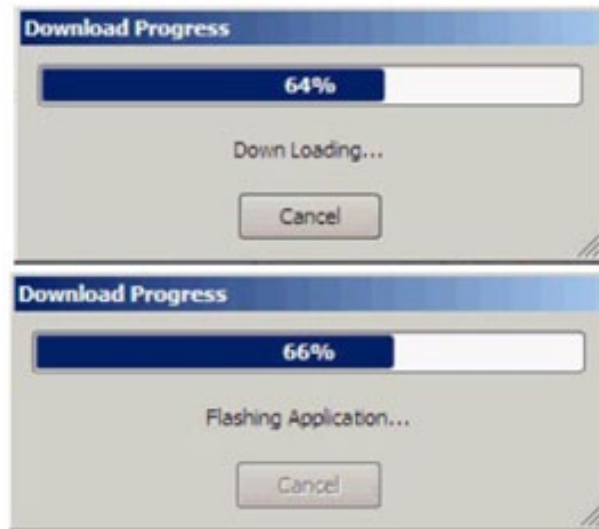 Download Progress
64%
Down Loading...
Cancel
Download Progress
66%
Flashing Application...
Cancel